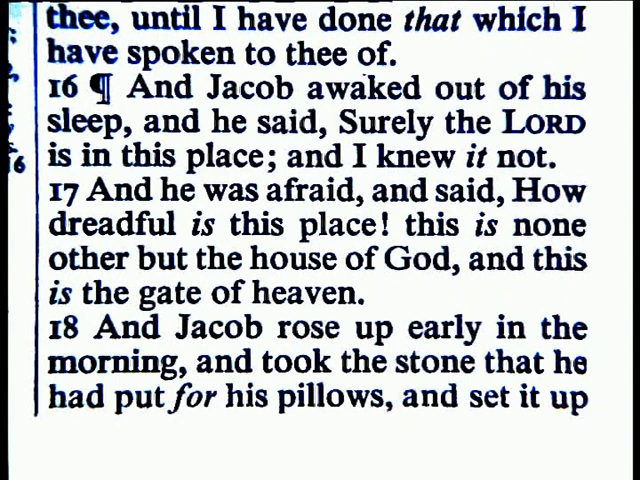 thee, until I have done that which I
have spoken to thee of.
16 ¶ And Jacob awaked out of his
sleep, and he said, Surely the LORD
is in this place; and I knew it not.
17 And he was afraid, and said, How
dreadful is this place! this is none
other but the house of God, and this
is the gate of heaven.
18 And Jacob rose up early in the
morning, and took the stone that he
had put for his pillows, and set it up